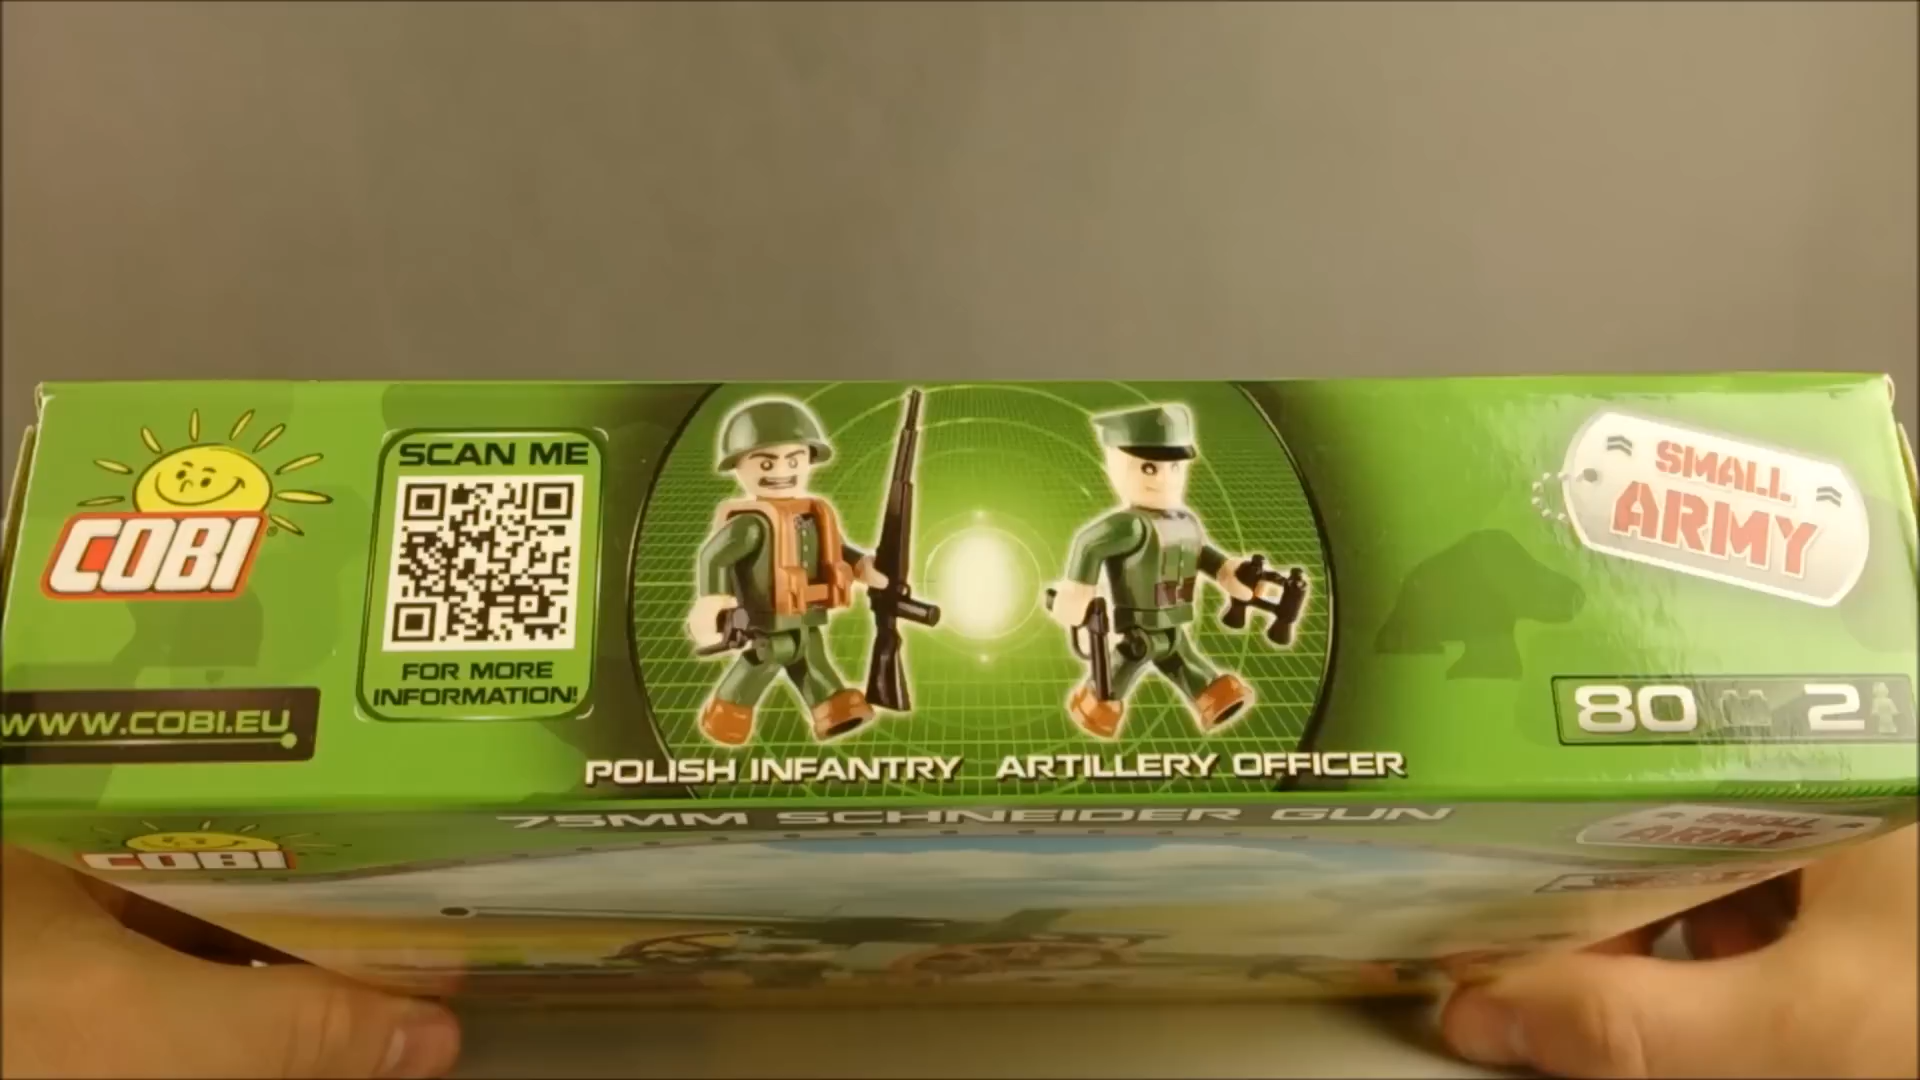 COBI
WWW.COBI.EU
SCAN ME
FOR MORE
INFORMATION!
POLISH INFANTRY
ARTILLERY OFFICER
SMALL
ARMY
80 2
75MM SCHNEIDER GUN
COBI
SMALL
ARMY